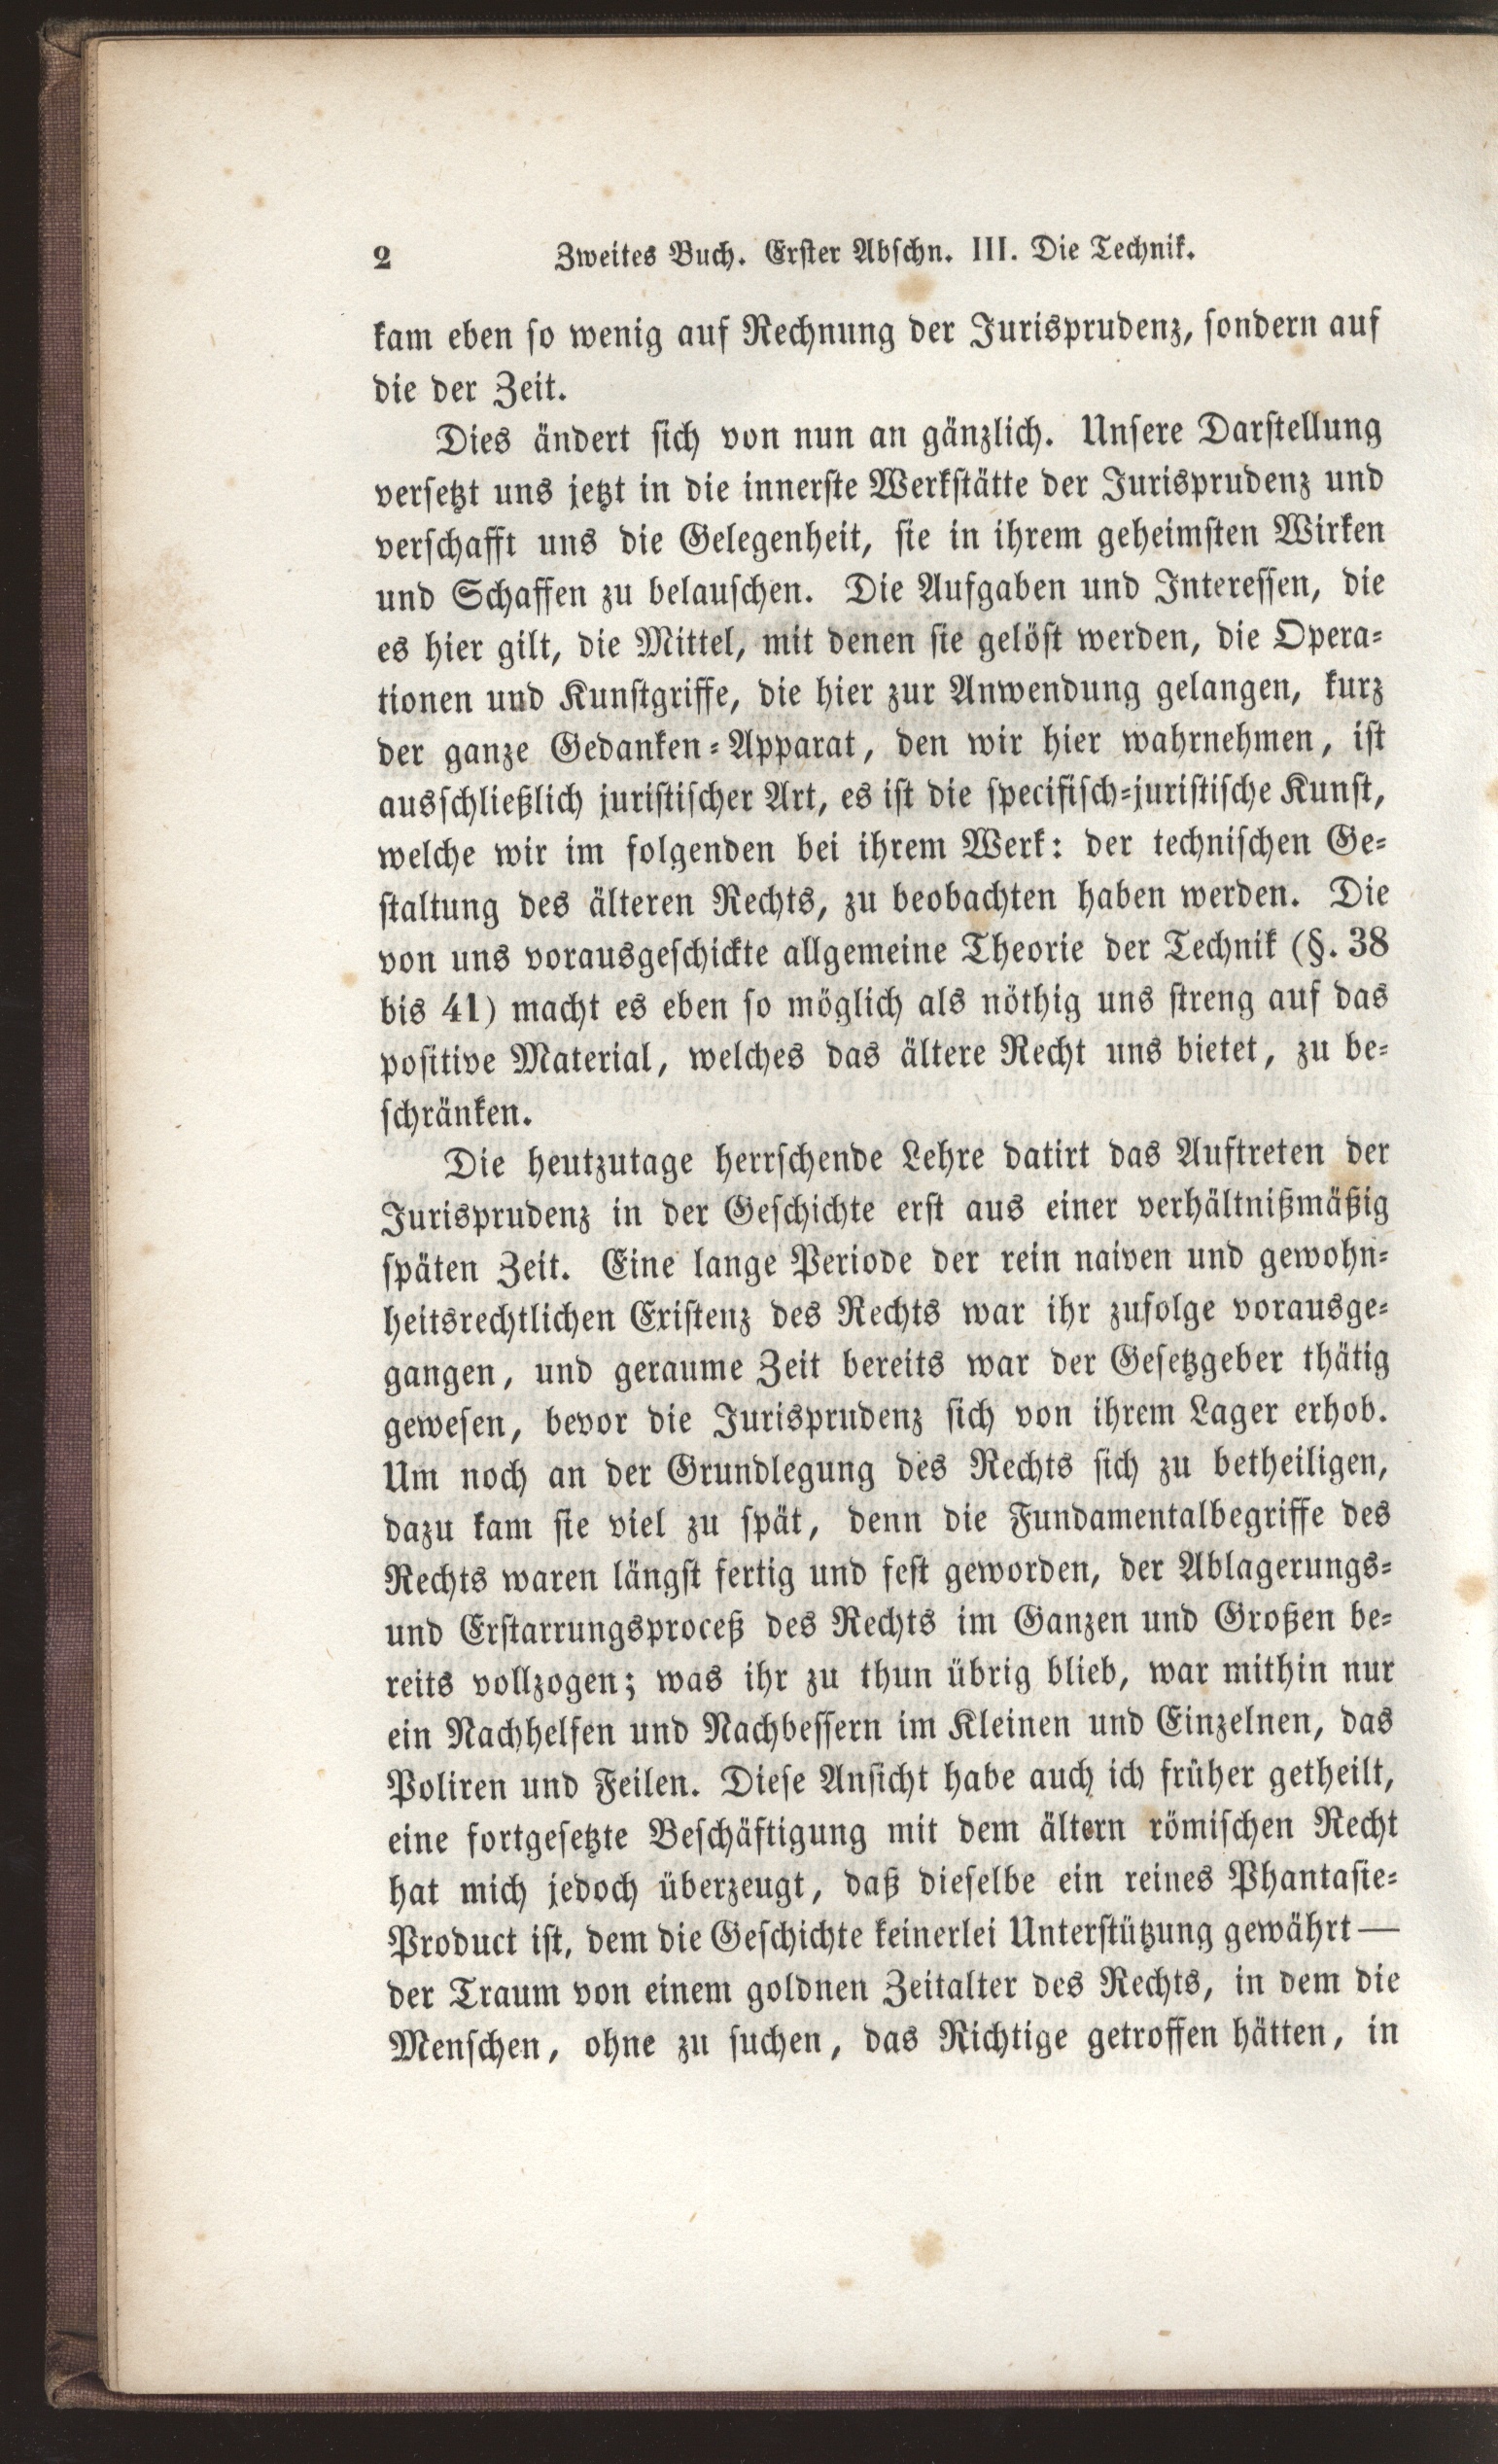 2 Zweites Buch. Erster Abschn. III. Die Technik.
kam eben so wenig auf Rechnung der Jurisprudenz, sondern auf
die der Zeit.
Dies ändert sich von nun an gänzlich. Unsere Darstellung
versetzt uns jetzt in die innerste Werkstätte der Jurisprudenz und
verschafft uns die Gelegenheit, sie in ihrem geheimsten Wirken
und Schaffen zu belauschen. Die Aufgaben und Interessen, die
es hier gilt, die Mittel, mit denen sie gelöst werden, die Opera-
tionen und Kunstgriffe, die hier zur Anwendung gelangen, kurz
der ganze Gedanken-Apparat, den wir hier wahrnehmen, ist
ausschließlich juristischer Art, es ist die specifisch-juristische Kunst,
welche wir im folgenden bei ihrem Werk: der technischen Ge-
staltung des älteren Rechts, zu beobachten haben werden. Die
von uns vorausgeschickte allgemeine Theorie der Technik (§. 38
bis 41) macht es eben so möglich als nöthig uns streng auf das
positive Material, welches das ältere Recht uns bietet, zu be-
schränken.
Die heutzutage herrschende Lehre datirt das Auftreten der
Jurisprudenz in der Geschichte erst aus einer verhältnißmäßig
späten Zeit. Eine lange Periode der rein naiven und gewohn-
heitsrechtlichen Existenz des Rechts war ihr zufolge vorausge-
gangen, und geraume Zeit bereits war der Gesetzgeber thätig
gewesen, bevor die Jurisprudenz sich von ihrem Lager erhob.
Um noch an der Grundlegung des Rechts sich zu betheiligen,
dazu kam sie viel zu spät, denn die Fundamentalbegriffe des
Rechts waren längst fertig und fest geworden, der Ablagerungs-
und Erstarrungsproceß des Rechts im Ganzen und Großen be-
reits vollzogen; was ihr zu thun übrig blieb, war mithin nur
ein Nachhelfen und Nachbessern im Kleinen und Einzelnen, das
Poliren und Feilen. Diese Ansicht habe auch ich früher getheilt,
eine fortgesetzte Beschäftigung mit dem ältern römischen Recht
hat mich jedoch überzeugt, daß dieselbe ein reines Phantasie-
Product ist, dem die Geschichte keinerlei Unterstützung gewährt —
der Traum von einem goldnen Zeitalter des Rechts, in dem die
Menschen, ohne zu suchen, das Richtige getroffen hätten, in